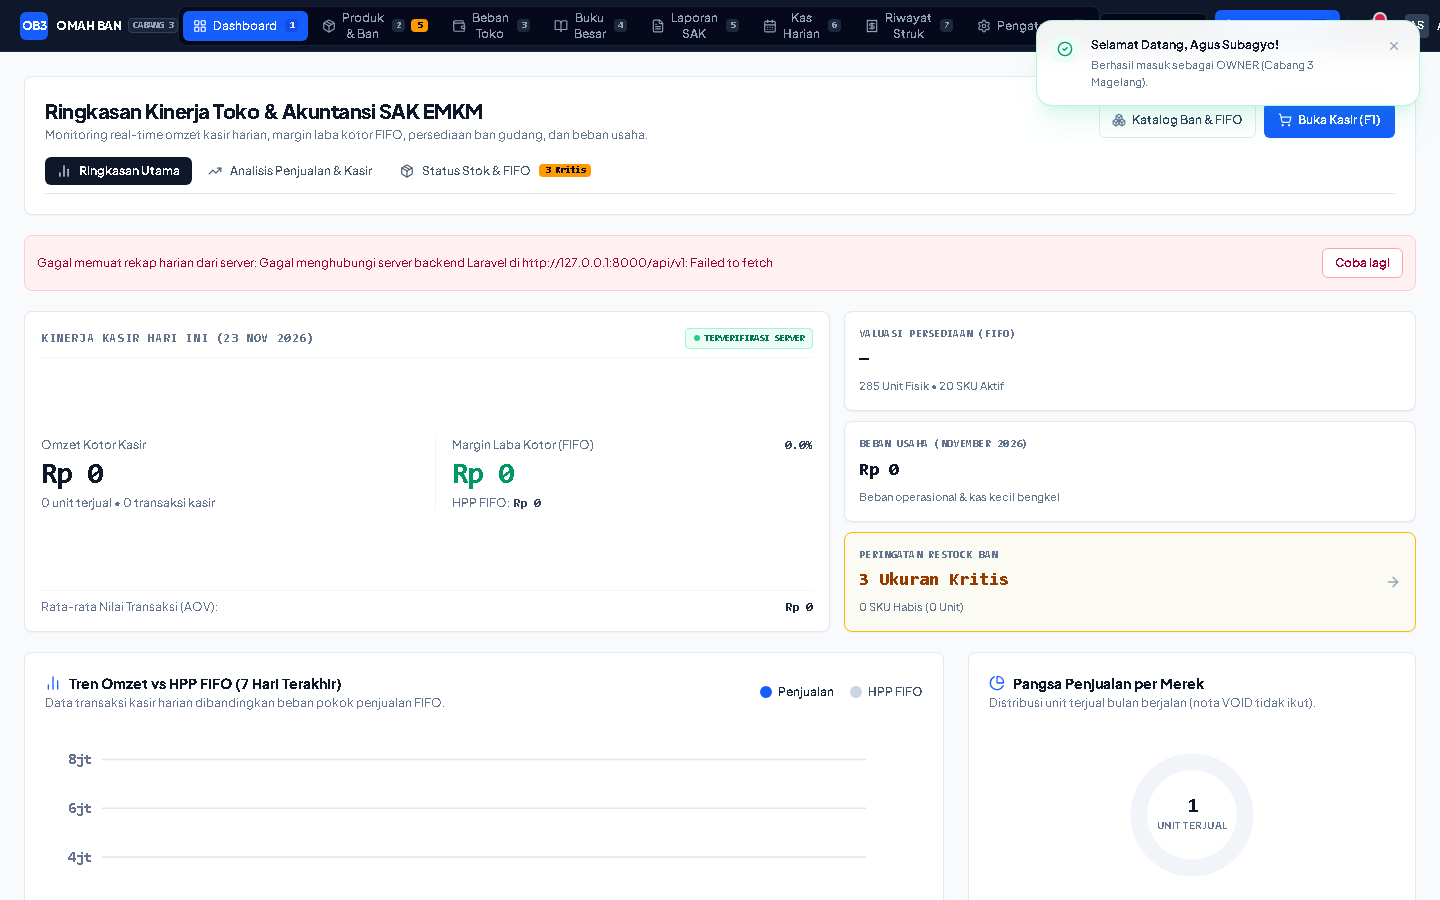 OB3 OMAH BAN CABANG 3
Dashboard 1
Produk & Ban 2 5
Beban Toko 3
Buku Besar 4
Laporan SAK 5
Kas Harian 6
Riwayat Struk 7
Selamat Datang, Agus Subagyo!
Berhasil masuk sebagai OWNER (Cabang 3
Magelang).
Ringkasan Kinerja Toko & Akuntansi SAK EMKM
Monitoring real-time omzet kasir harian, margin laba kotor FIFO, persediaan ban gudang, dan beban usaha.
Katalog Ban & FIFO
Buka Kasir (F1)
Ringkasan Utama
Analisis Penjualan & Kasir
Status Stok & FIFO 3 Kritis
Gagal memuat rekap harian dari server: Gagal menghubungi server backend Laravel di http://127.0.0.1:8000/api/v1: Failed to fetch
Coba lagi
KINERJA KASIR HARI INI (23 NOV 2026)
TERVERIFIKASI SERVER
Omzet Kotor Kasir
Rp 0
0 unit terjual • 0 transaksi kasir
Margin Laba Kotor (FIFO) 0.0%
Rp 0
HPP FIFO: Rp 0
Rata-rata Nilai Transaksi (AOV): Rp 0
VALUASI PERSEDIAAN (FIFO)
—
285 Unit Fisik • 20 SKU Aktif
BEBAN USAHA (NOVEMBER 2026)
Rp 0
Beban operasional & kas kecil bengkel
PERINGATAN RESTOCK BAN
3 Ukuran Kritis
0 SKU Habis (0 Unit)
Tren Omzet vs HPP FIFO (7 Hari Terakhir)
Data transaksi kasir harian dibandingkan beban pokok penjualan FIFO.
Penjualan
HPP FIFO
8jt
6jt
4jt
Pangsa Penjualan per Merek
Distribusi unit terjual bulan berjalan (nota VOID tidak ikut).
1
UNIT TERJUAL